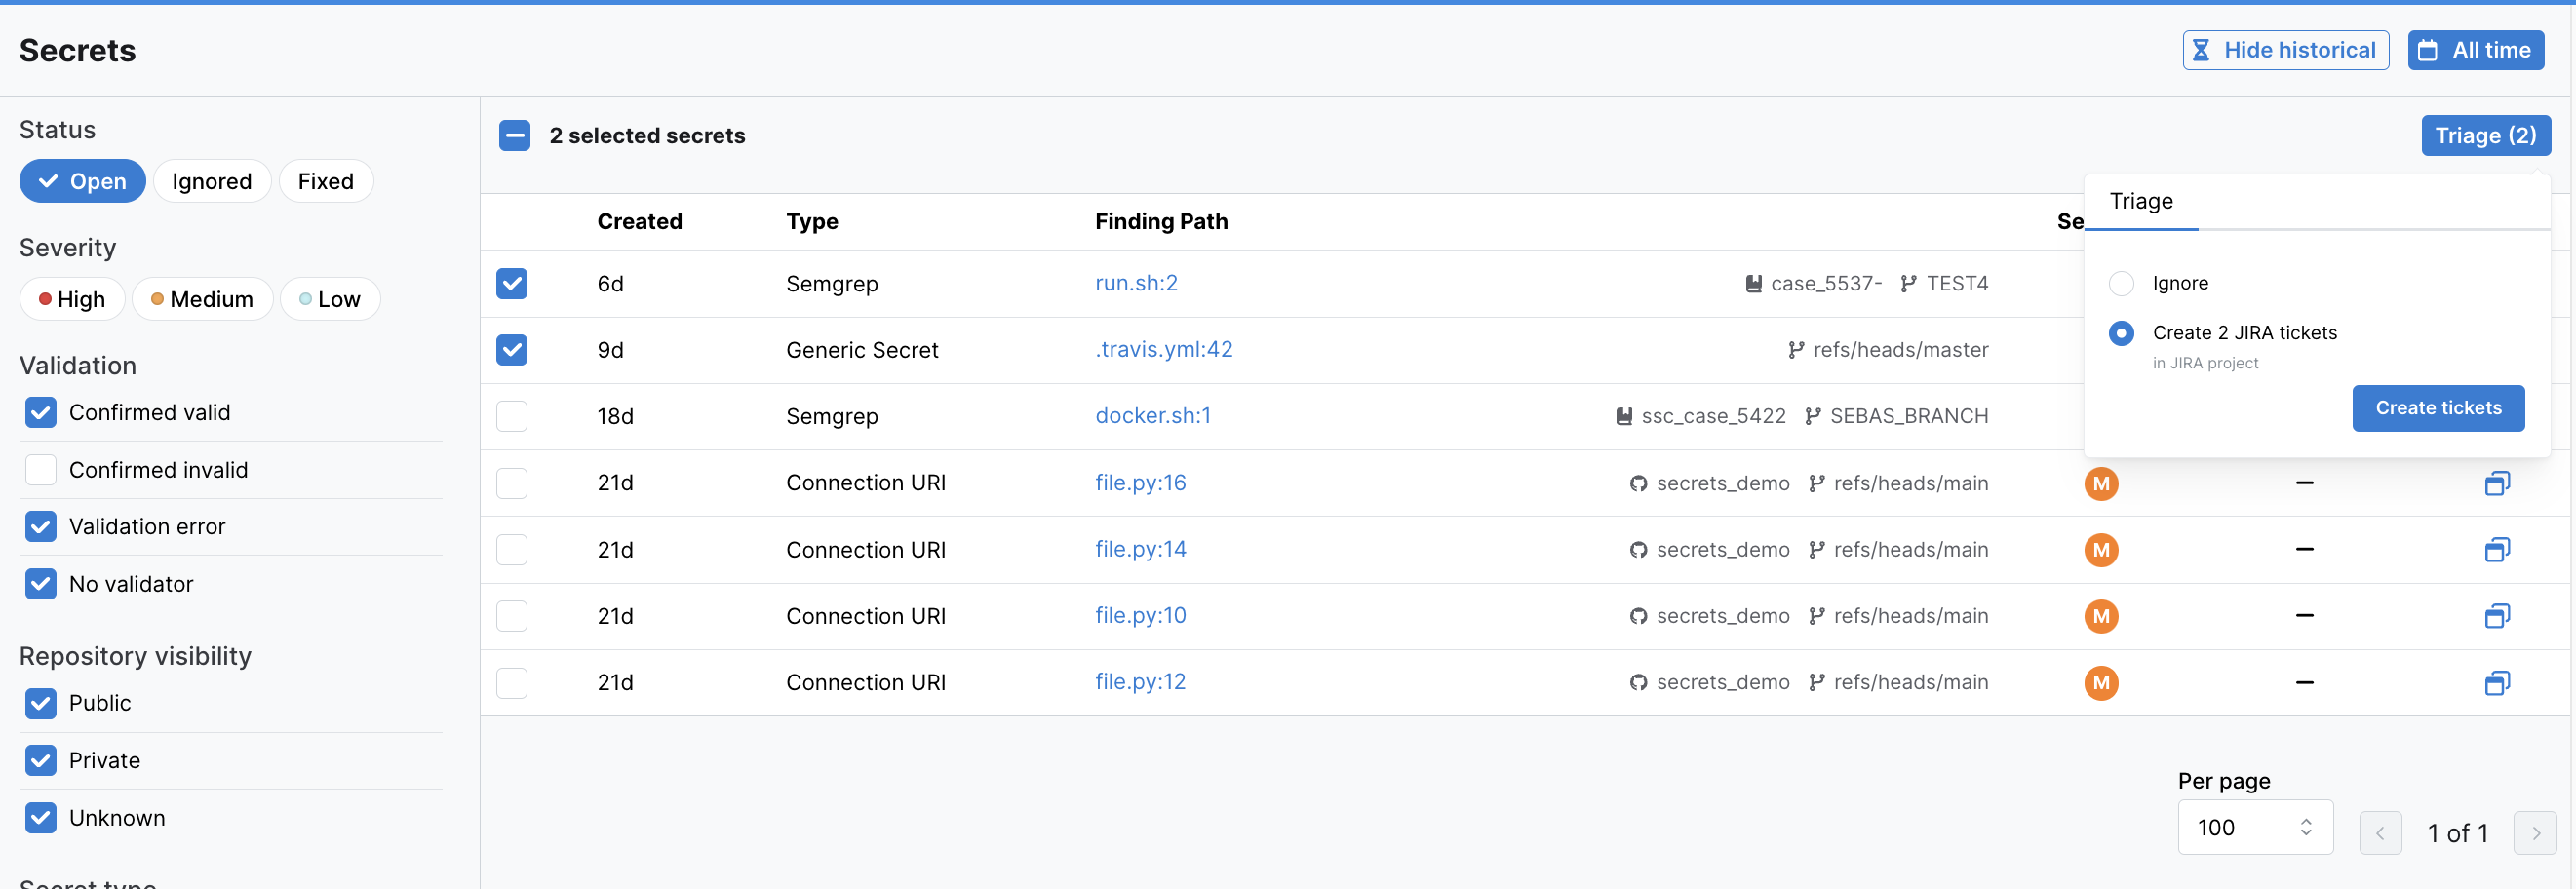 Secrets
Hide historical
All time
Status
Open
Ignored
Fixed
Severity
High
Medium
Low
Validation
Confirmed valid
Confirmed invalid
Validation error
No validator
Repository visibility
Public
Private
Unknown
Secret type
2 selected secrets
Triage (2)
Created Type Finding Path Se
6d Semgrep run.sh:2 case_5537- TEST4
9d Generic Secret .travis.yml:42 refs/heads/master
18d Semgrep docker.sh:1 ssc_case_5422 SEBAS_BRANCH
21d Connection URI file.py:16 secrets_demo refs/heads/main M –
21d Connection URI file.py:14 secrets_demo refs/heads/main M –
21d Connection URI file.py:10 secrets_demo refs/heads/main M –
21d Connection URI file.py:12 secrets_demo refs/heads/main M –
Triage
Ignore
Create 2 JIRA tickets
in JIRA project
Create tickets
Per page
100
1 of 1